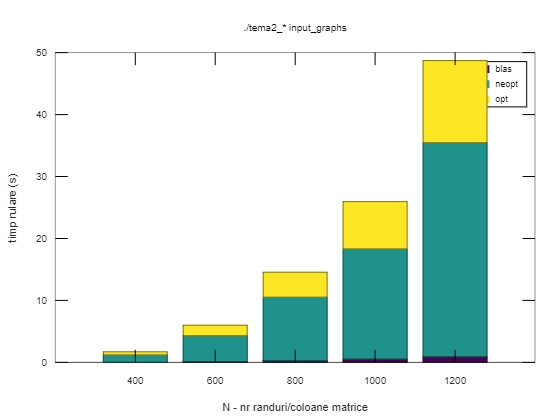 ./tema2_* input_graphs
50
40
30
20
10
0
blas
neopt
opt
timp rulare (s)
400 600 800 1000 1200
N - nr randuri/coloane matrice